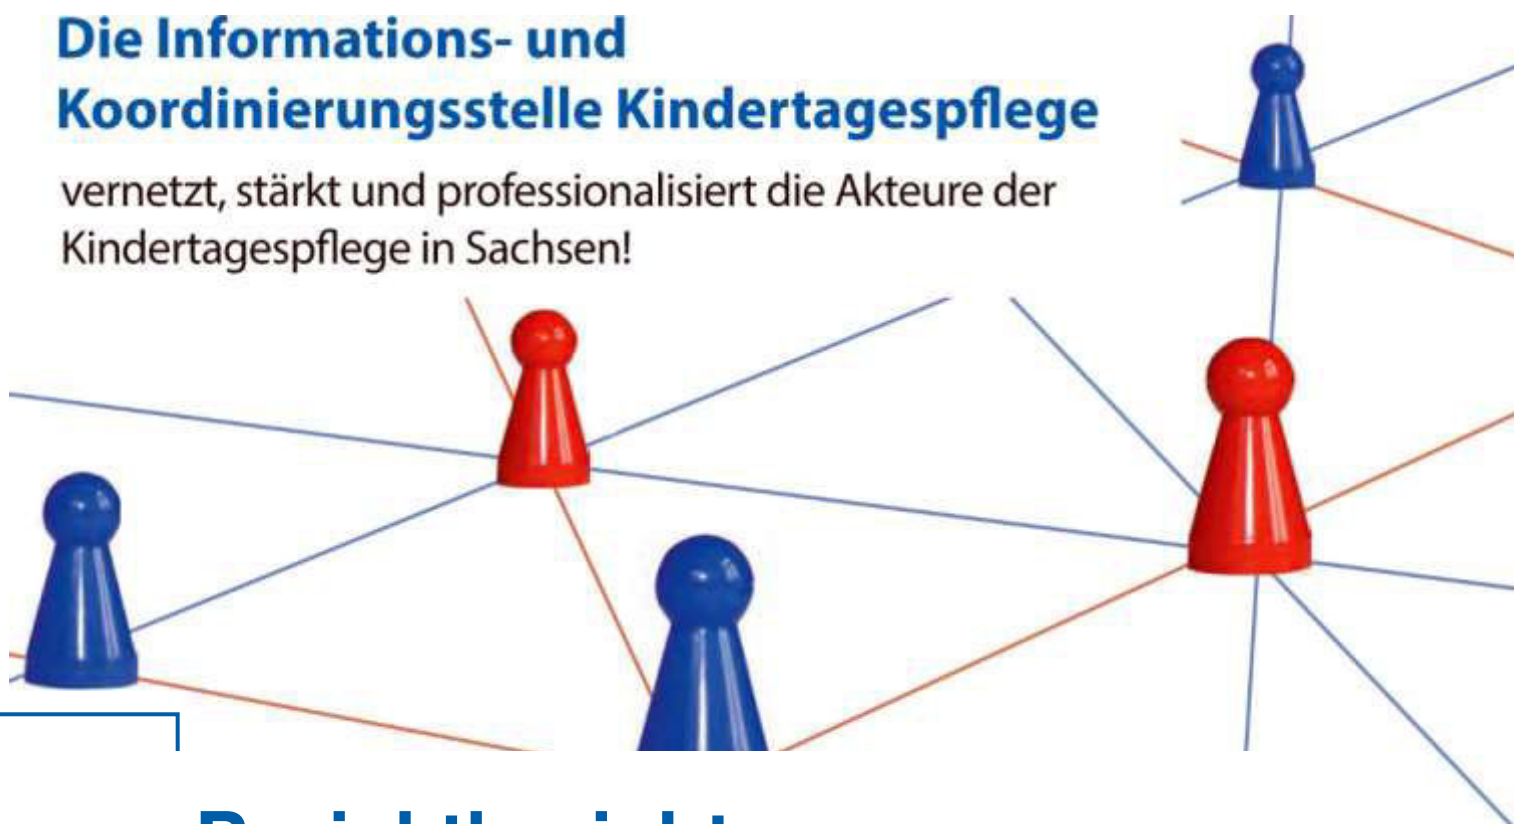 Die Informations- und
Koordinierungsstelle Kindertagespflege
vernetzt, stärkt und professionalisiert die Akteure der
Kindertagespflege in Sachsen!